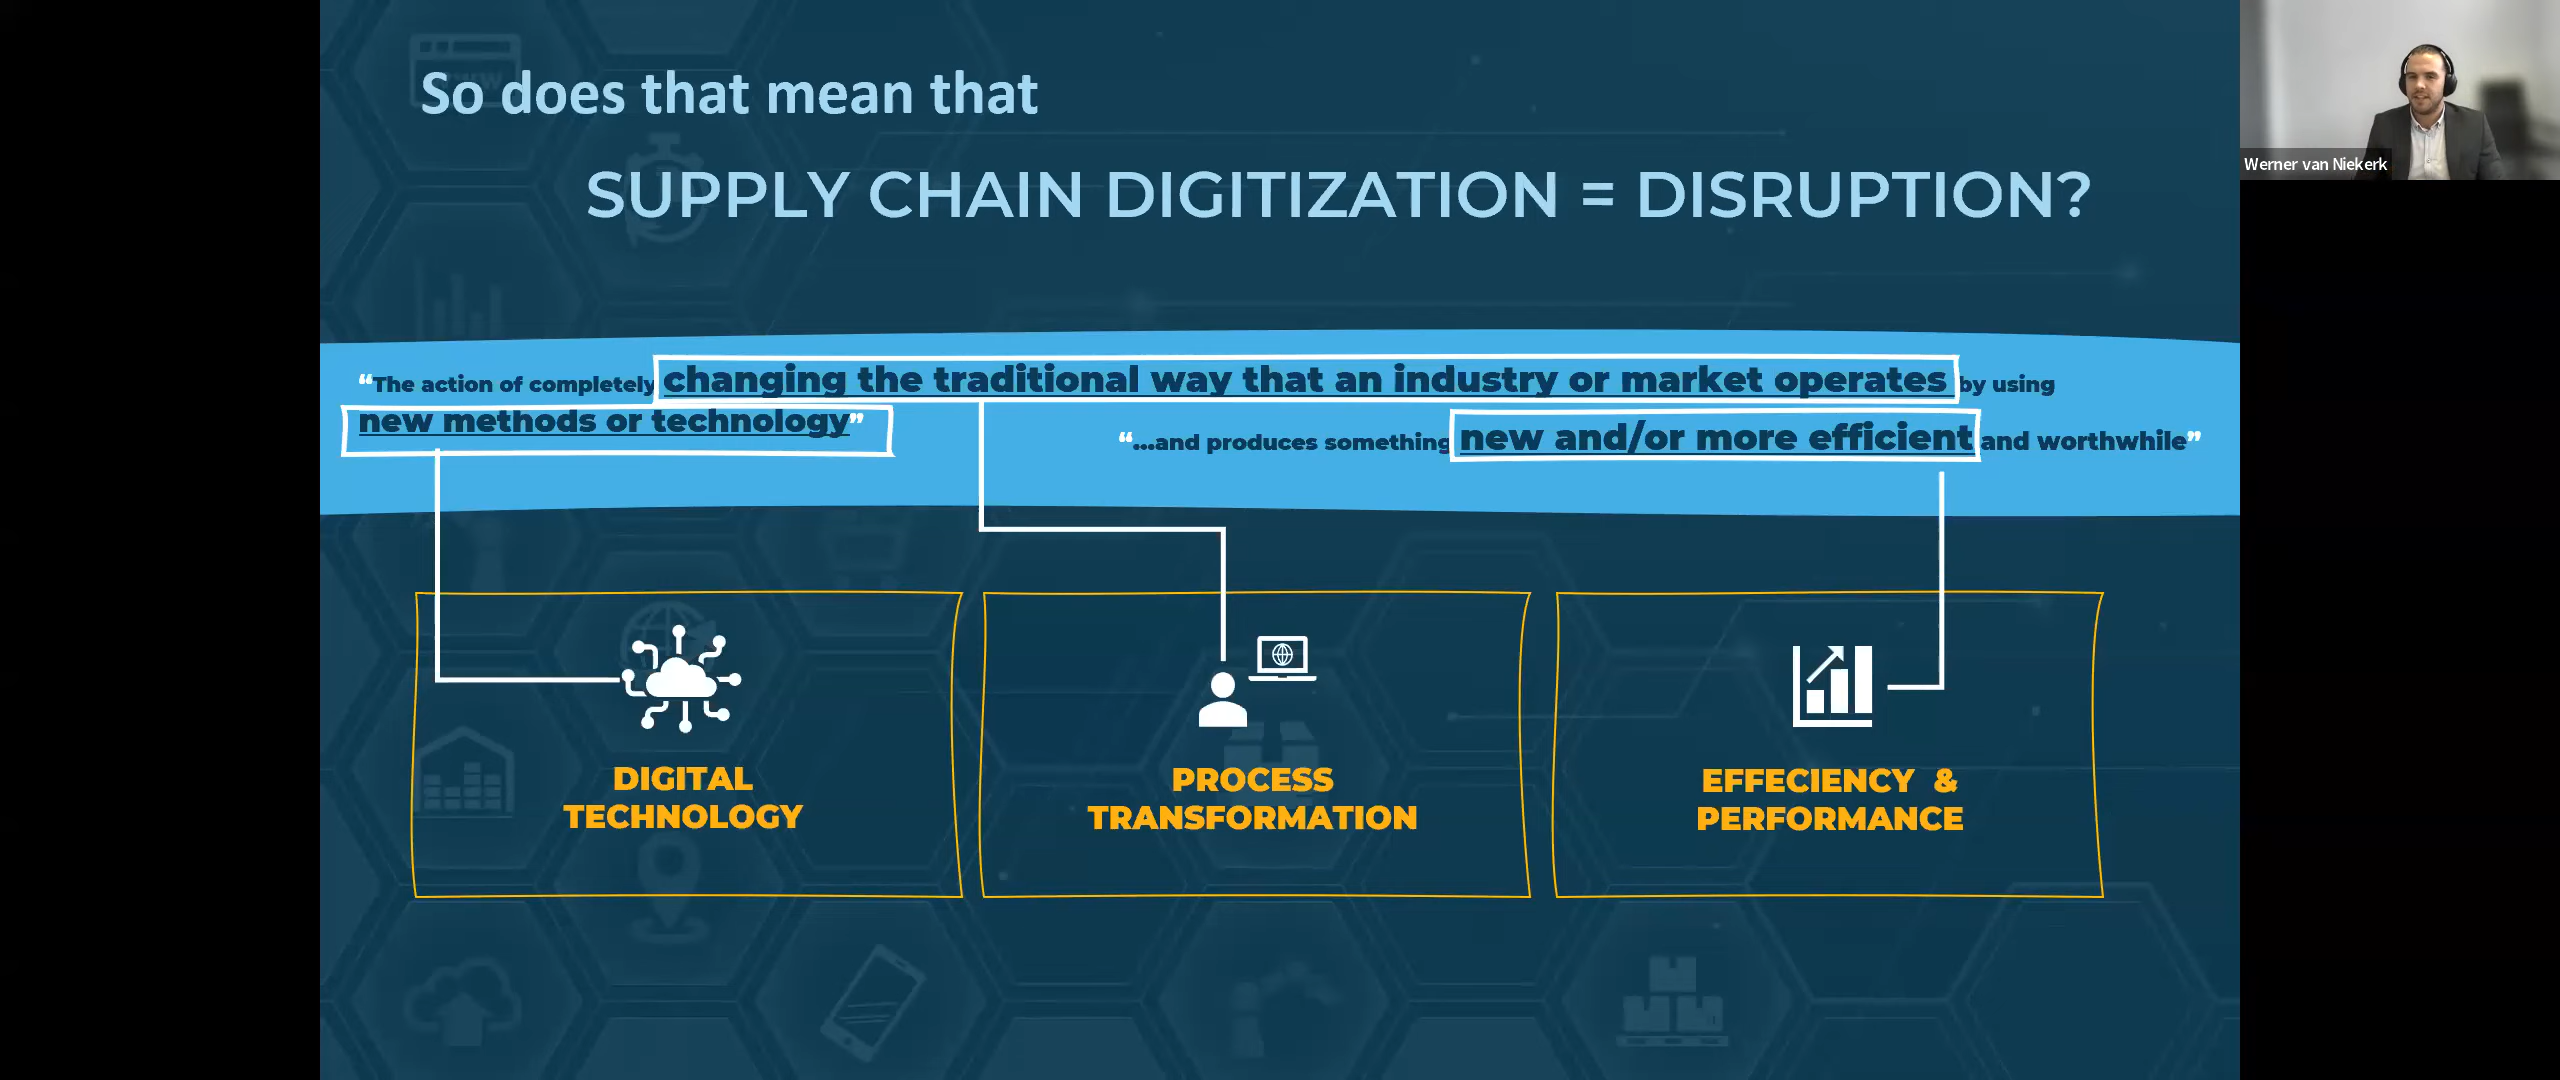 So does that mean that
SUPPLY CHAIN DIGITIZATION = DISRUPTION?
“The action of completely changing the traditional way that an industry or market operates by using
new methods or technology”
“...and produces something new and/or more efficient and worthwhile”
DIGITAL
TECHNOLOGY
PROCESS
TRANSFORMATION
EFFECIENCY &
PERFORMANCE
Werner van Niekerk